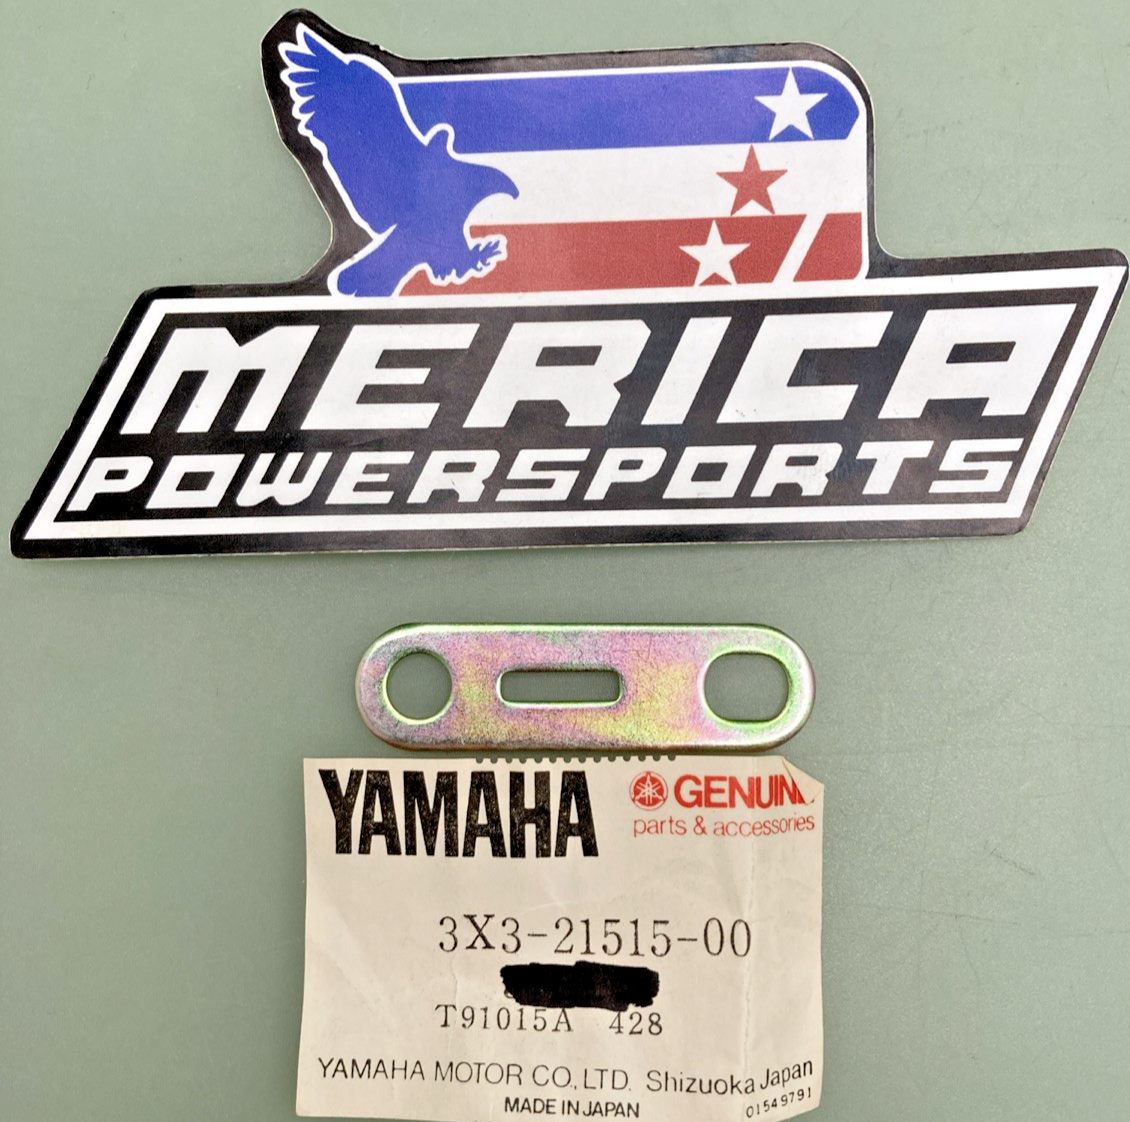 MERICA
POWERSPORTS
YAMAHA
GENUINE
parts & accessories
3X3-21515-00
T91015A 428
YAMAHA MOTOR CO., LTD. Shizuoka Japan
MADE IN JAPAN
01549791